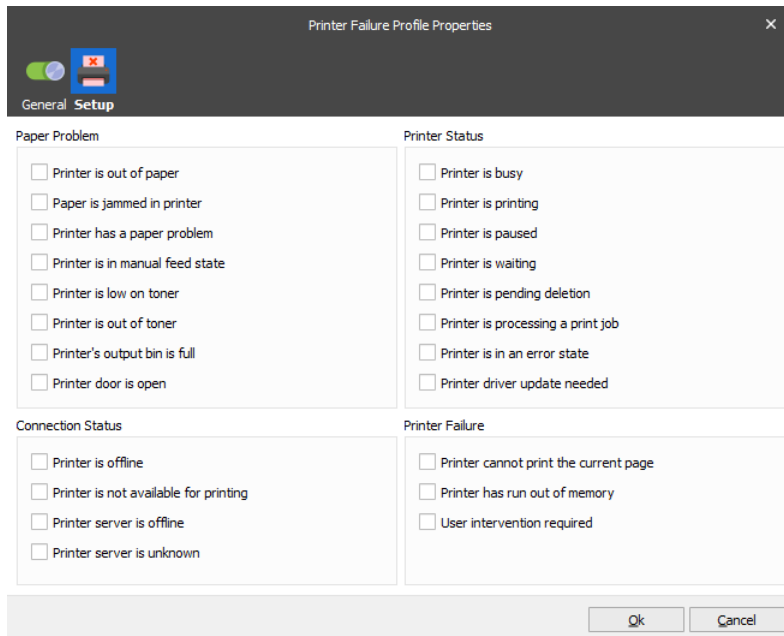 Printer Failure Profile Properties
General Setup
Paper Problem
Printer is out of paper
Paper is jammed in printer
Printer has a paper problem
Printer is in manual feed state
Printer is low on toner
Printer is out of toner
Printer's output bin is full
Printer door is open
Printer Status
Printer is busy
Printer is printing
Printer is paused
Printer is waiting
Printer is pending deletion
Printer is processing a print job
Printer is in an error state
Printer driver update needed
Connection Status
Printer is offline
Printer is not available for printing
Printer server is offline
Printer server is unknown
Printer Failure
Printer cannot print the current page
Printer has run out of memory
User intervention required
Ok Cancel